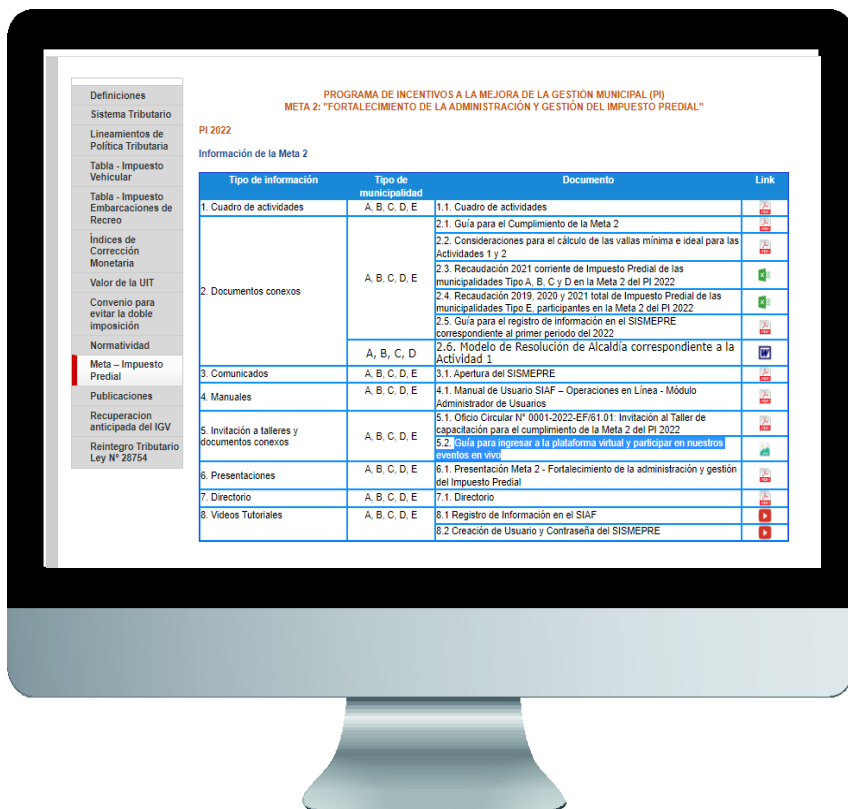 Definiciones
Sistema Tributario
Lineamientos de
Política Tributaria
Tabla - Impuesto
Vehicular
Tabla - Impuesto
Embarcaciones de
Recreo
Índices de
Corrección
Monetaria
Valor de la UIT
Convenio para
evitar la doble
imposición
Normatividad
Meta – Impuesto
Predial
Publicaciones
Recuperacion
anticipada del IGV
Reintegro Tributario
Ley Nº 28754
PROGRAMA DE INCENTIVOS A LA MEJORA DE LA GESTIÓN MUNICIPAL (PI)
META 2: "FORTALECIMIENTO DE LA ADMINISTRACIÓN Y GESTIÓN DEL IMPUESTO PREDIAL"
PI 2022
Información de la Meta 2
Tipo de información Tipo de municipalidad Documento Link
1. Cuadro de actividades A, B, C, D, E 1.1. Cuadro de actividades
2. Documentos conexos A, B, C, D, E 2.1. Guía para el Cumplimiento de la Meta 2
2.2. Consideraciones para el cálculo de las vallas mínima e ideal para las
Actividades 1 y 2
2.3. Recaudación 2021 corriente de Impuesto Predial de las
municipalidades Tipo A, B, C y D en la Meta 2 del PI 2022
2.4. Recaudación 2019, 2020 y 2021 total de Impuesto Predial de las
municipalidades Tipo E, participantes en la Meta 2 del PI 2022
2.5. Guía para el registro de información en el SISMEPRE
correspondiente al primer periodo del 2022
A, B, C, D 2.6. Modelo de Resolución de Alcaldía correspondiente a la
Actividad 1
3. Comunicados A, B, C, D, E 3.1. Apertura del SISMEPRE
4. Manuales A, B, C, D, E 4.1. Manual de Usuario SIAF – Operaciones en Línea - Módulo
Administrador de Usuarios
5. Invitación a talleres y
documentos conexos A, B, C, D, E 5.1. Oficio Circular N° 0001-2022-EF/61.01: Invitación al Taller de
capacitación para el cumplimiento de la Meta 2 del PI 2022
5.2. Guía para ingresar a la plataforma virtual y participar en nuestros
eventos en vivo
6. Presentaciones A, B, C, D, E 6.1. Presentación Meta 2 - Fortalecimiento de la administración y gestión
del Impuesto Predial
7. Directorio A, B, C, D, E 7.1. Directorio
8. Videos Tutoriales A, B, C, D, E 8.1 Registro de Información en el SIAF
8.2 Creación de Usuario y Contraseña del SISMEPRE